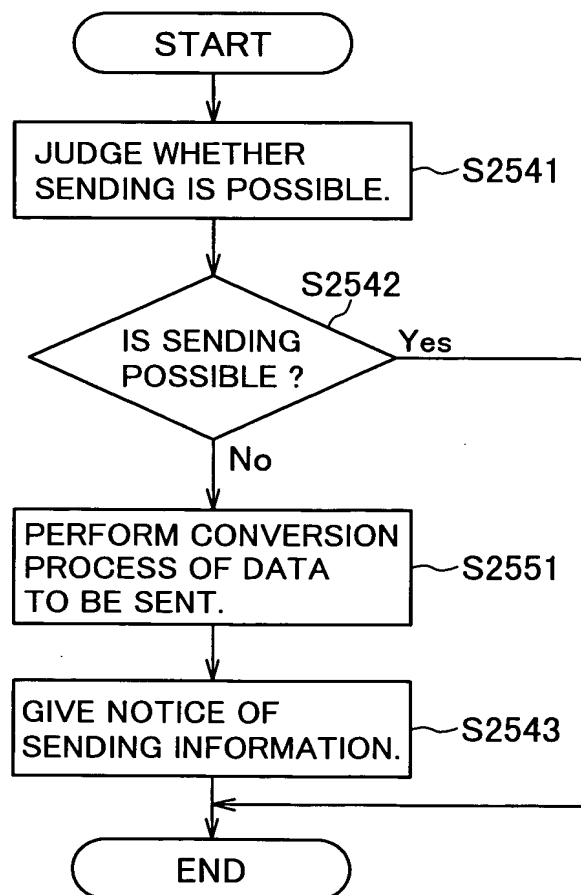 START
JUDGE WHETHER
SENDING IS POSSIBLE.
S2541
S2542
IS SENDING
POSSIBLE ?
Yes
No
PERFORM CONVERSION
PROCESS OF DATA
TO BE SENT.
S2551
GIVE NOTICE OF
SENDING INFORMATION.
S2543
END